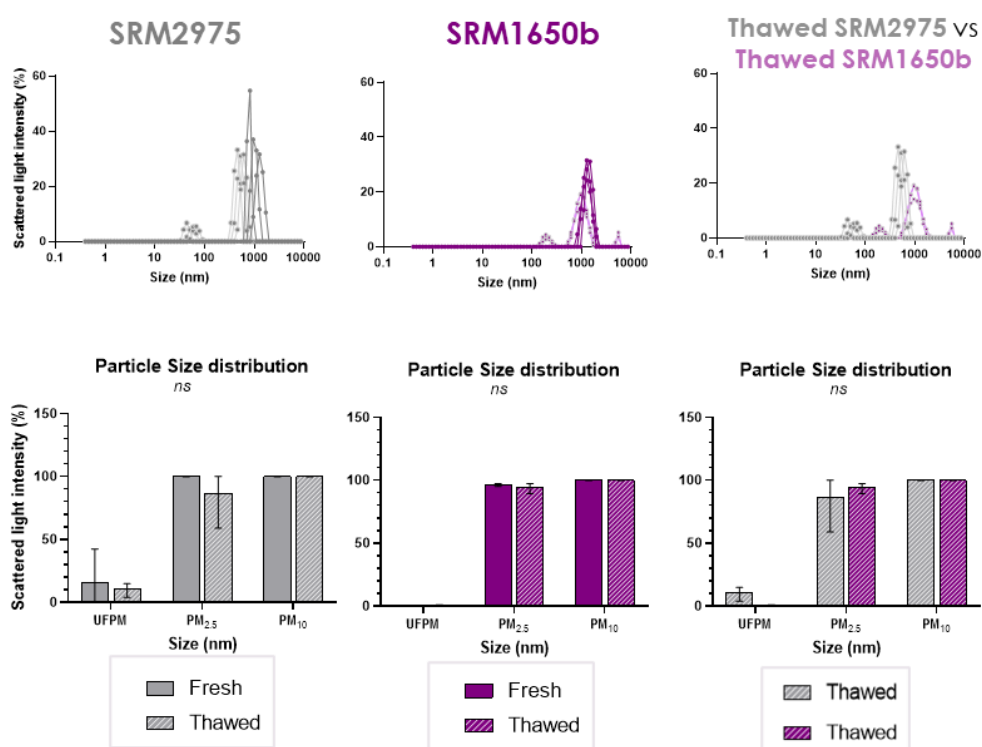 SRM2975
Scattered light intensity (%)
60
40
20
0
0.1 1 10 100 1000 10000
Size (nm)
SRM1650b
60
40
20
0
0.1 1 10 100 1000 10000
Size (nm)
Thawed SRM2975 VS
Thawed SRM1650b
60
40
20
0
0.1 1 10 100 1000 10000
Size (nm)
Particle Size distribution
ns
Scattered light intensity (%)
150
100
50
0
UFPM PM2.5 PM10
Size (nm)
Fresh
Thawed
Particle Size distribution
ns
150
100
50
0
UFPM PM2.5 PM10
Size (nm)
Fresh
Thawed
Particle Size distribution
ns
150
100
50
0
UFPM PM2.5 PM10
Size (nm)
Thawed
Thawed